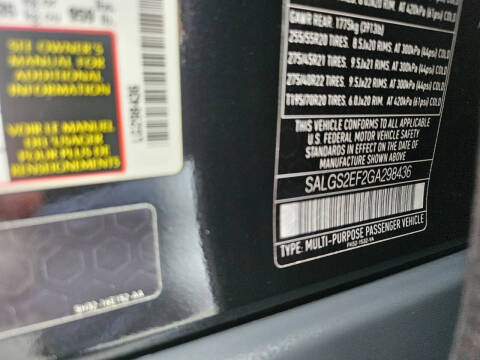 959
SEE OWNER'S
MANUAL FOR
ADDITIONAL
INFORMATION
VOIR LE MANUEL
DU USAGER
POUR PLUS DE
RENSEIGNEMENTS
GAWR REAR. 1775kg (3913lb)
255/55R20 TIRES. 8.5Jx20 RIMS. AT 300kPa (44psi) COLD
275/45R21 TIRES. 9.5Jx21 RIMS. AT 300kPa (44psi) COLD
275/40R22 TIRES. 9.5Jx22 RIMS. AT 300kPa (44psi) COLD
T195/70R20 TIRES. 6.0Jx20 RIM. AT 420kPa (61psi) COLD
THIS VEHICLE CONFORMS TO ALL APPLICABLE
U.S. FEDERAL MOTOR VEHICLE SAFETY
STANDARDS IN EFFECT ON THE DATE OF
MANUFACTURE SHOWN ABOVE.
SALGS2EF2GA298436
TYPE: MULTI-PURPOSE PASSENGER VEHICLE